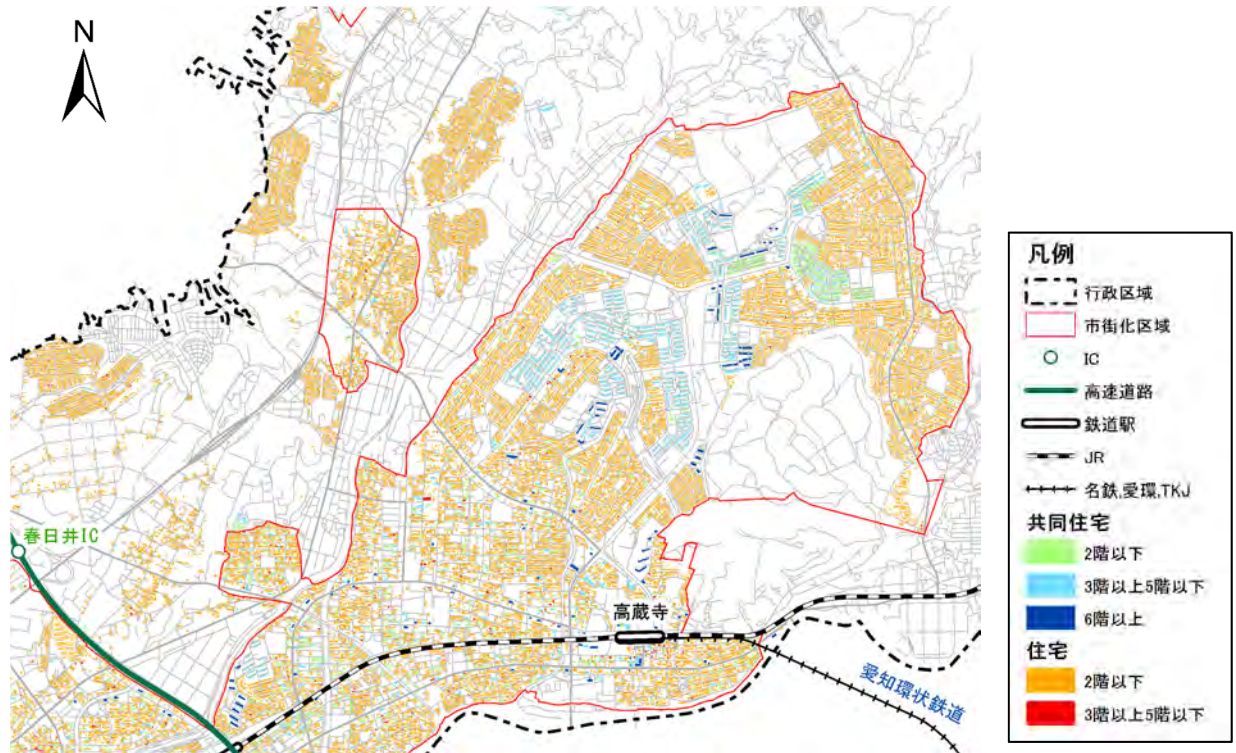 N
春日井IC
高蔵寺
愛知環状鉄道
凡例
行政区域
市街化区域
IC
高速道路
鉄道駅
JR
名鉄,愛環,TKJ
共同住宅
2階以下
3階以上5階以下
6階以上
住宅
2階以下
3階以上5階以下